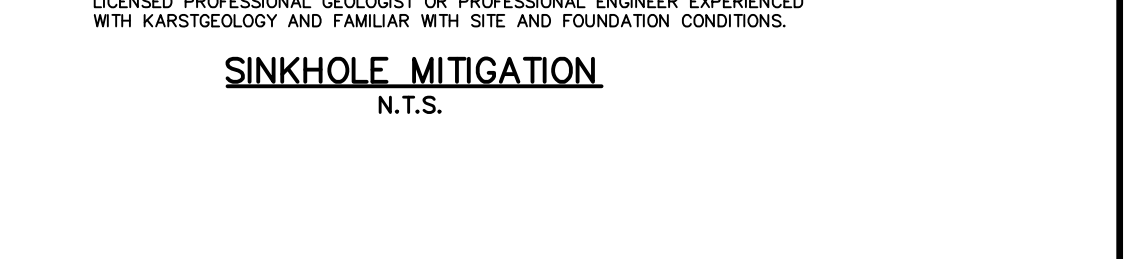 LICENSED PROFESSIONAL GEOLOGIST OR PROFESSIONAL ENGINEER EXPERIENCED
WITH KARSTGEOLOGY AND FAMILIAR WITH SITE AND FOUNDATION CONDITIONS.
SINKHOLE MITIGATION
N.T.S.